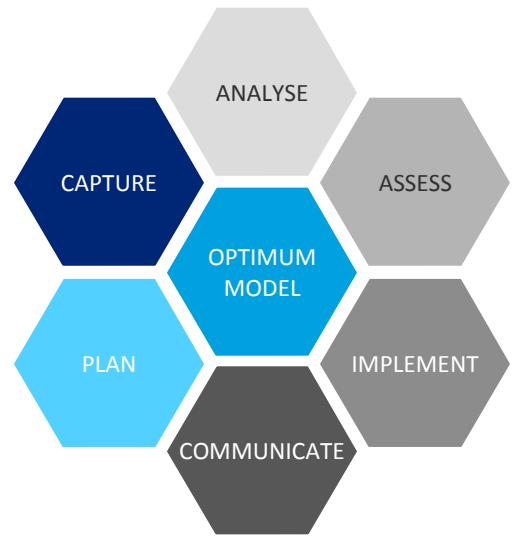 ANALYSE
CAPTURE
ASSESS
OPTIMUM
MODEL
PLAN
IMPLEMENT
COMMUNICATE